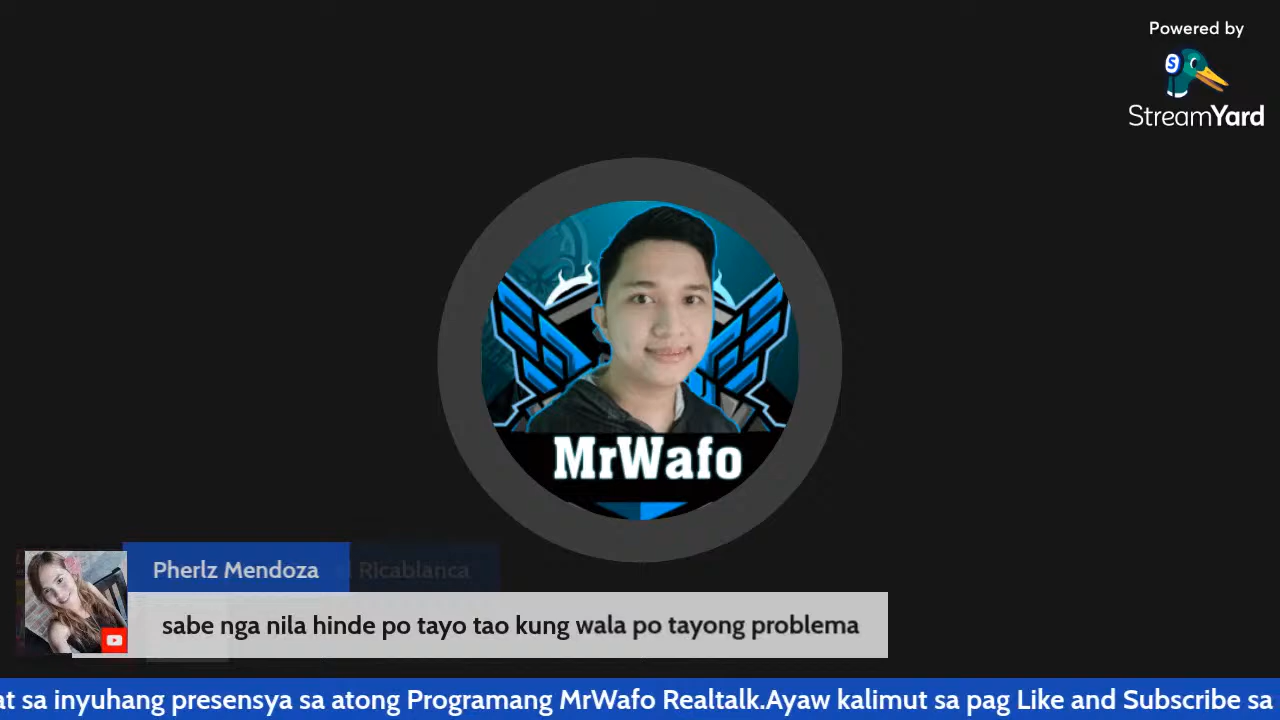 Powered by
StreamYard
MrWafo
Pherlz Mendoza
Ricablanca
sabe nga nila hinde po tayo tao kung wala po tayong problema
at sa inyuhang presensya sa atong Programang MrWafo Realtalk.Ayaw kalimut sa pag Like and Subscribe sa